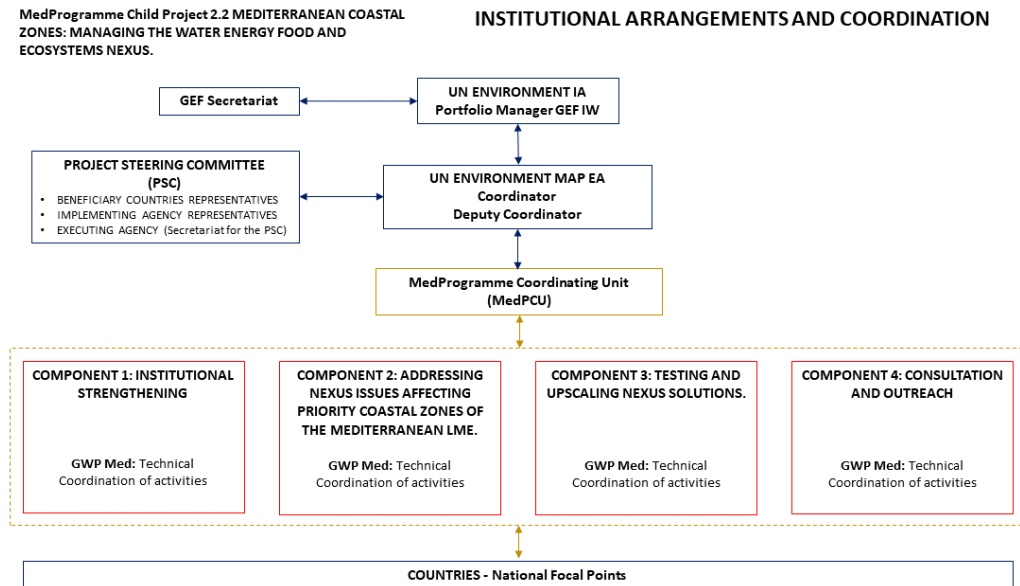 MedProgramme Child Project 2.2 MEDITERRANEAN COASTAL
ZONES: MANAGING THE WATER ENERGY FOOD AND
ECOSYSTEMS NEXUS.
INSTITUTIONAL ARRANGEMENTS AND COORDINATION
GEF Secretariat
UN ENVIRONMENT IA
Portfolio Manager GEF IW
PROJECT STEERING COMMITTEE
(PSC)
• BENEFICIARY COUNTRIES REPRESENTATIVES
• IMPLEMENTING AGENCY REPRESENTATIVES
• EXECUTING AGENCY (Secretariat for the PSC)
UN ENVIRONMENT MAP EA
Coordinator
Deputy Coordinator
MedProgramme Coordinating Unit
(MedPCU)
COMPONENT 1: INSTITUTIONAL
STRENGTHENING
GWP Med: Technical
Coordination of activities
COMPONENT 2: ADDRESSING
NEXUS ISSUES AFFECTING
PRIORITY COASTAL ZONES OF
THE MEDITERRANEAN LME.
GWP Med: Technical
Coordination of activities
COMPONENT 3: TESTING AND
UPSCALING NEXUS SOLUTIONS.
GWP Med: Technical
Coordination of activities
COMPONENT 4: CONSULTATION
AND OUTREACH
GWP Med: Technical
Coordination of activities
COUNTRIES - National Focal Points